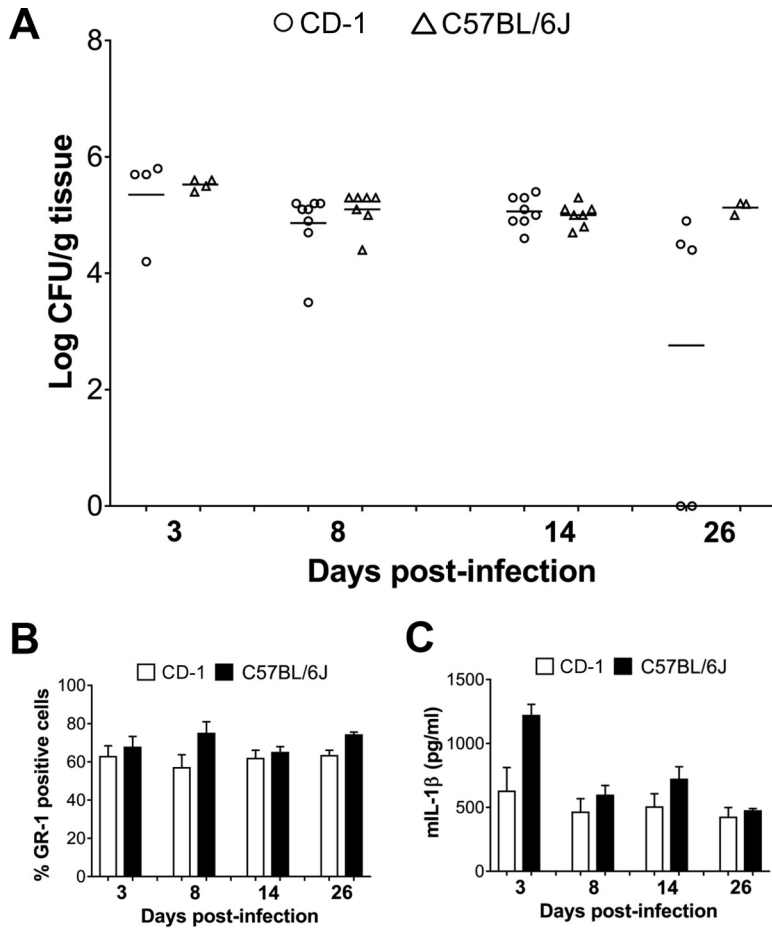 A
CD-1 C57BL/6J
8
6
4
2
0
Log CFU/g tissue
3 8 14 26
Days post-infection
B
CD-1 C57BL/6J
100
80
60
40
20
0
% GR-1 positive cells
3 8 14 26
Days post-infection
C
CD-1 C57BL/6J
1500
1000
500
0
mIL-1β (pg/ml)
3 8 14 26
Days post-infection